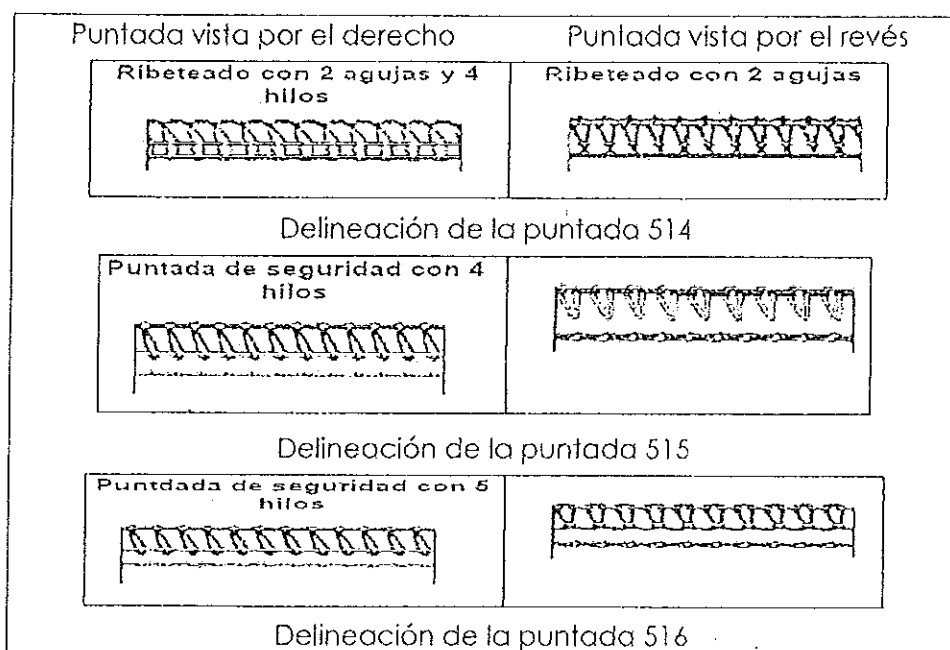 Puntada vista por el derecho
Puntada vista por el revés
Ribeteado con 2 agujas y 4
hilos
Ribeteado con 2 agujas
Delineación de la puntada 514
Puntada de seguridad con 4
hilos
Delineación de la puntada 515
Puntdada de seguridad con 5
hilos
Delineación de la puntada 516